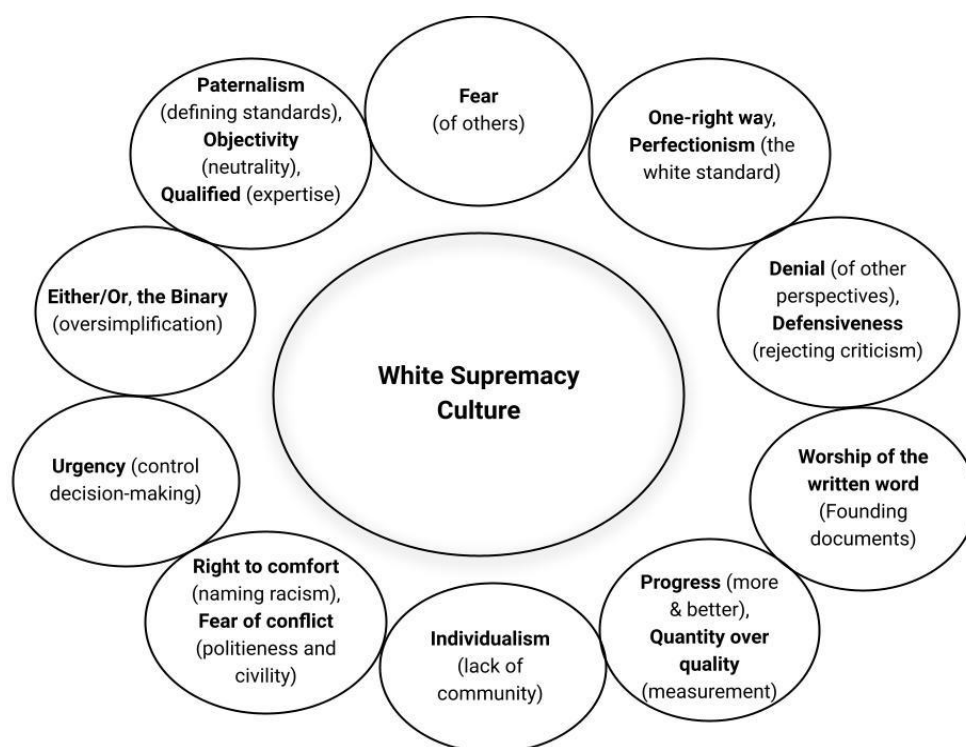 Fear
(of others)
One-right way,
Perfectionism (the
white standard)
Denial (of other
perspectives),
Defensiveness
(rejecting criticism)
Worship of the
written word
(Founding
documents)
Progress (more
& better),
Quantity over
quality
(measurement)
Individualism
(lack of
community)
Right to comfort
(naming racism),
Fear of conflict
(politieness and
civility)
Urgency (control
decision-making)
Either/Or, the Binary
(oversimplification)
Paternalism
(defining standards),
Objectivity
(neutrality),
Qualified (expertise)
White Supremacy
Culture